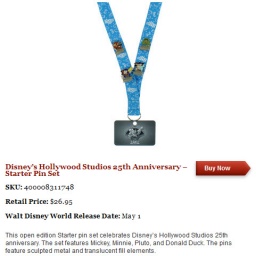 Disney's Hollywood Studios 25th Anniversary –
Starter Pin Set
Buy Now
SKU: 400008311748
Retail Price: $26.95
Walt Disney World Release Date: May 1
This open edition Starter pin set celebrates Disney's Hollywood Studios 25th
anniversary. The set features Mickey, Minnie, Pluto, and Donald Duck. The pins
feature sculpted metal and translucent fill elements.